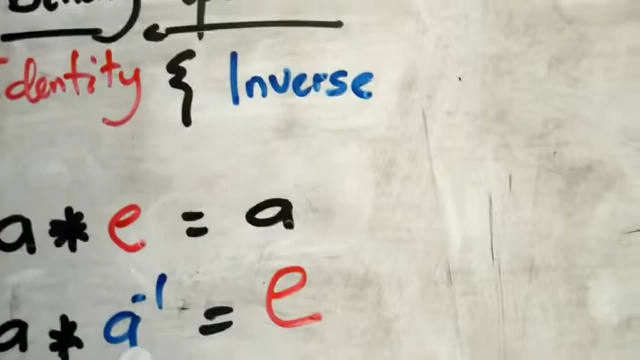 Identity { Inverse
a * e = a
a * a⁻¹ = e